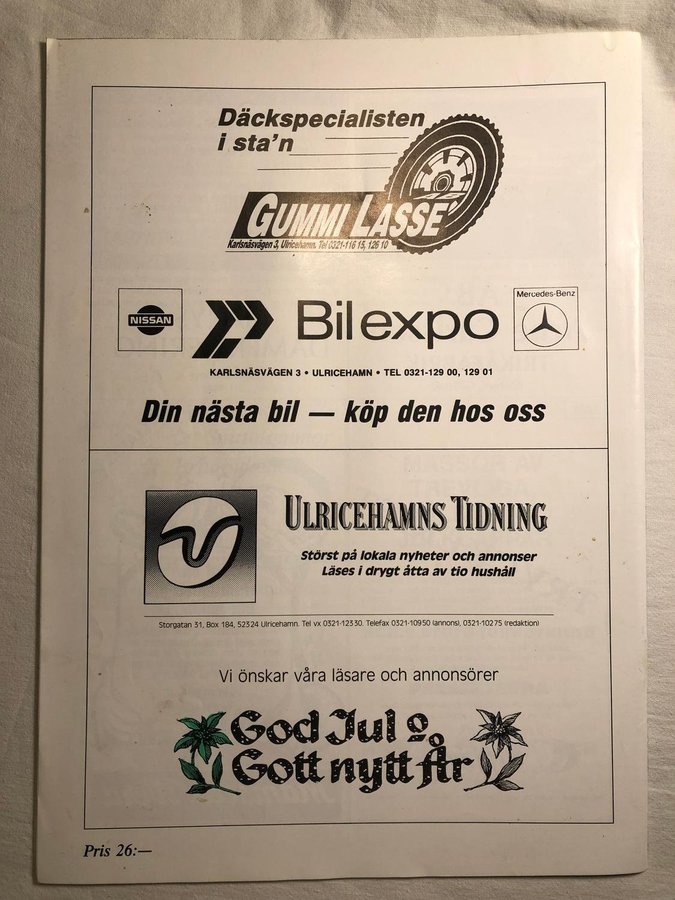 Däckspecialisten
i sta'n
GUMMI LASSE
Karlsnäsvägen 3, Ulricehamn. Tel 0321-116 15, 126 10
NISSAN
Bilexpo
Mercedes-Benz
KARLSNÄSVÄGEN 3 • ULRICEHAMN • TEL 0321-129 00, 129 01
Din nästa bil — köp den hos oss
ULRICEHAMNS TIDNING
Störst på lokala nyheter och annonser
Läses i drygt åtta av tio hushåll
Storgatan 31, Box 184, 52324 Ulricehamn. Tel vx 0321-12330. Telefax 0321-10950 (annons), 0321-10275 (redaktion)
Vi önskar våra läsare och annonsörer
God Jul o
Gott nytt År
Pris 26:—